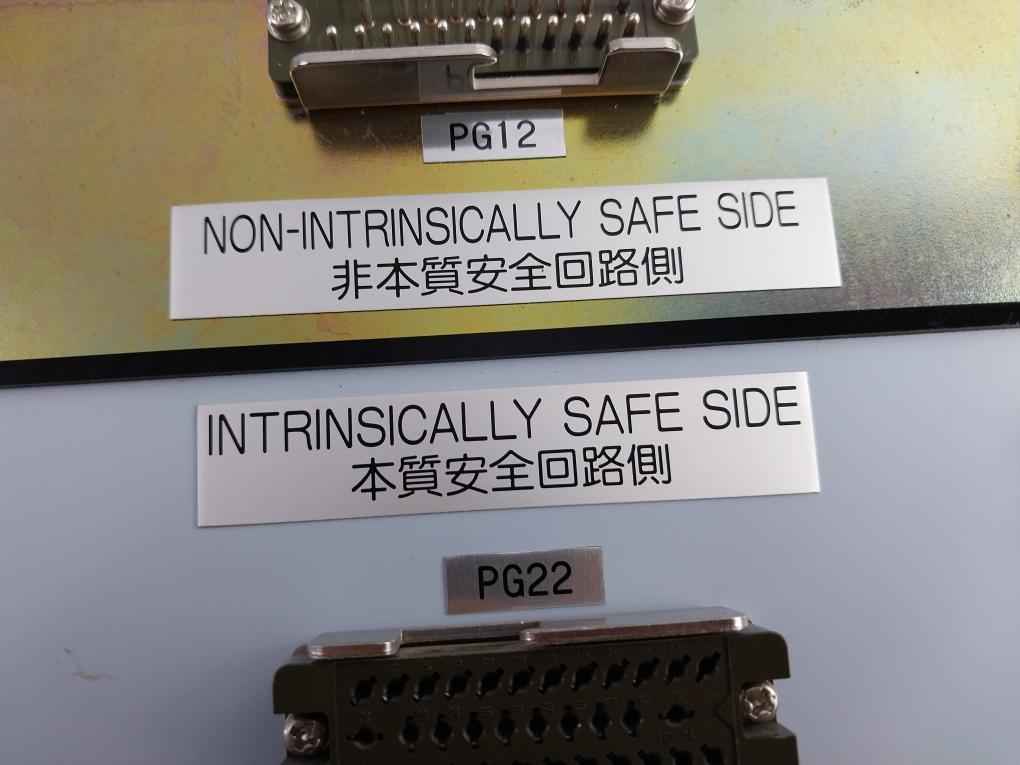 PG12
NON-INTRINSICALLY SAFE SIDE
非本質安全回路側
INTRINSICALLY SAFE SIDE
本質安全回路側
PG22